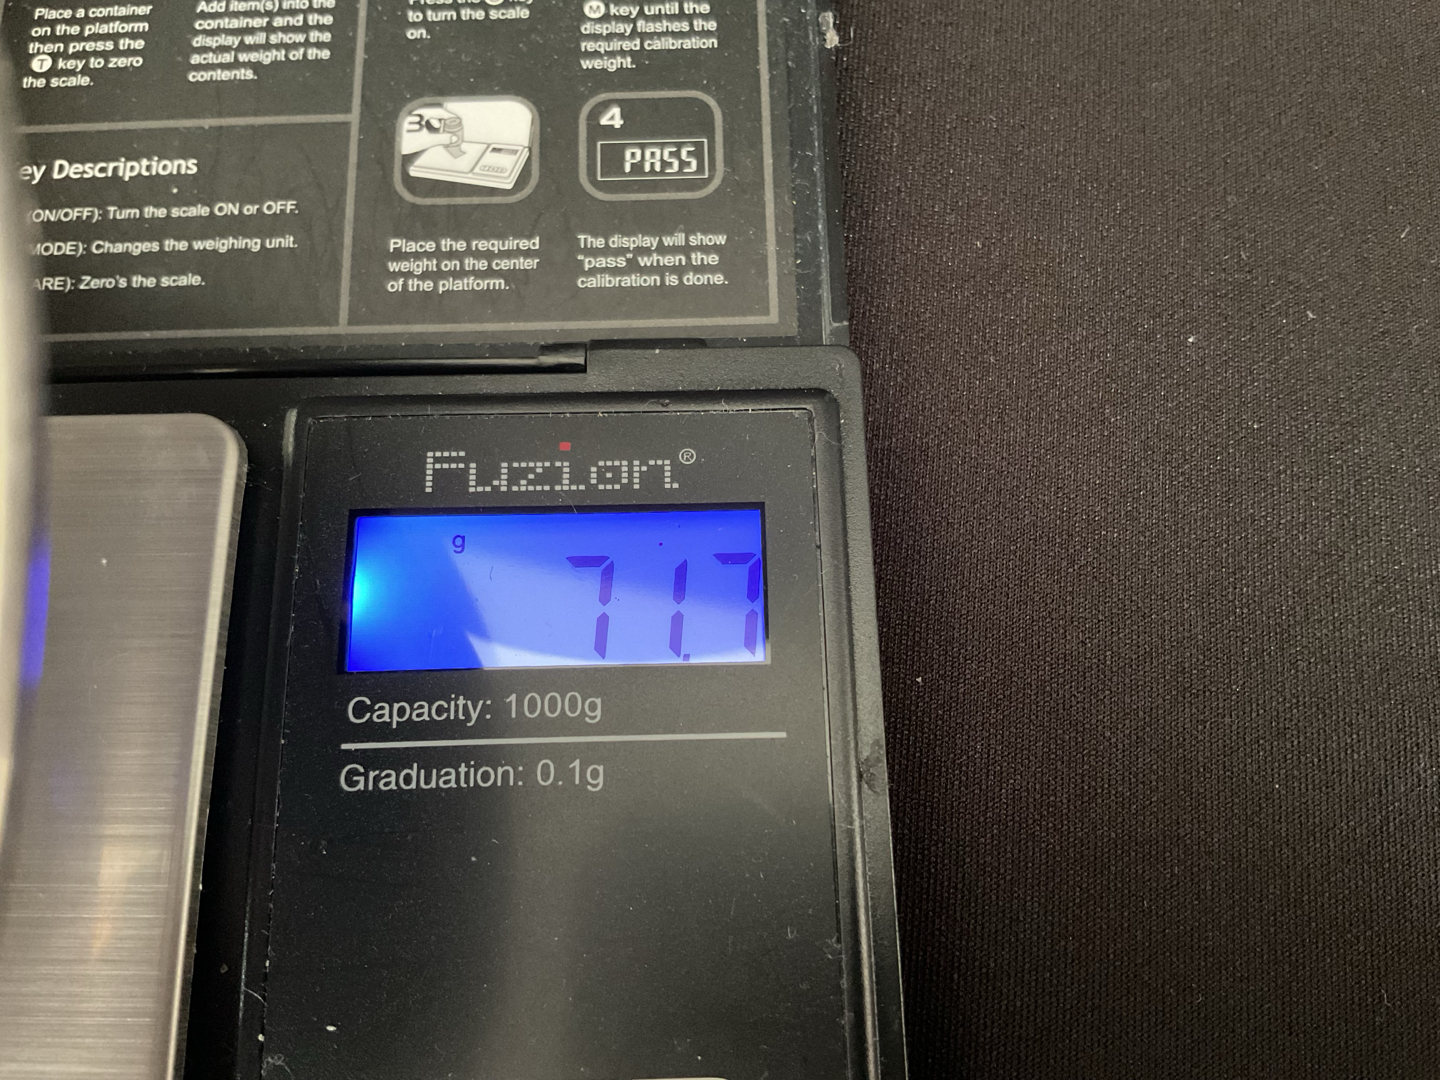 Place a container
on the platform
then press the
T key to zero
the scale.
Add item(s) into the
container and the
display will show the
actual weight of the
contents.
to turn the scale
on.
M key until the
display flashes the
required calibration
weight.
3
4
PASS
Place the required
weight on the center
of the platform.
The display will show
"pass" when the
calibration is done.
ey Descriptions
(ON/OFF): Turn the scale ON or OFF.
MODE): Changes the weighing unit.
ARE): Zero's the scale.
Fuzion®
g
71.7
Capacity: 1000g
Graduation: 0.1g